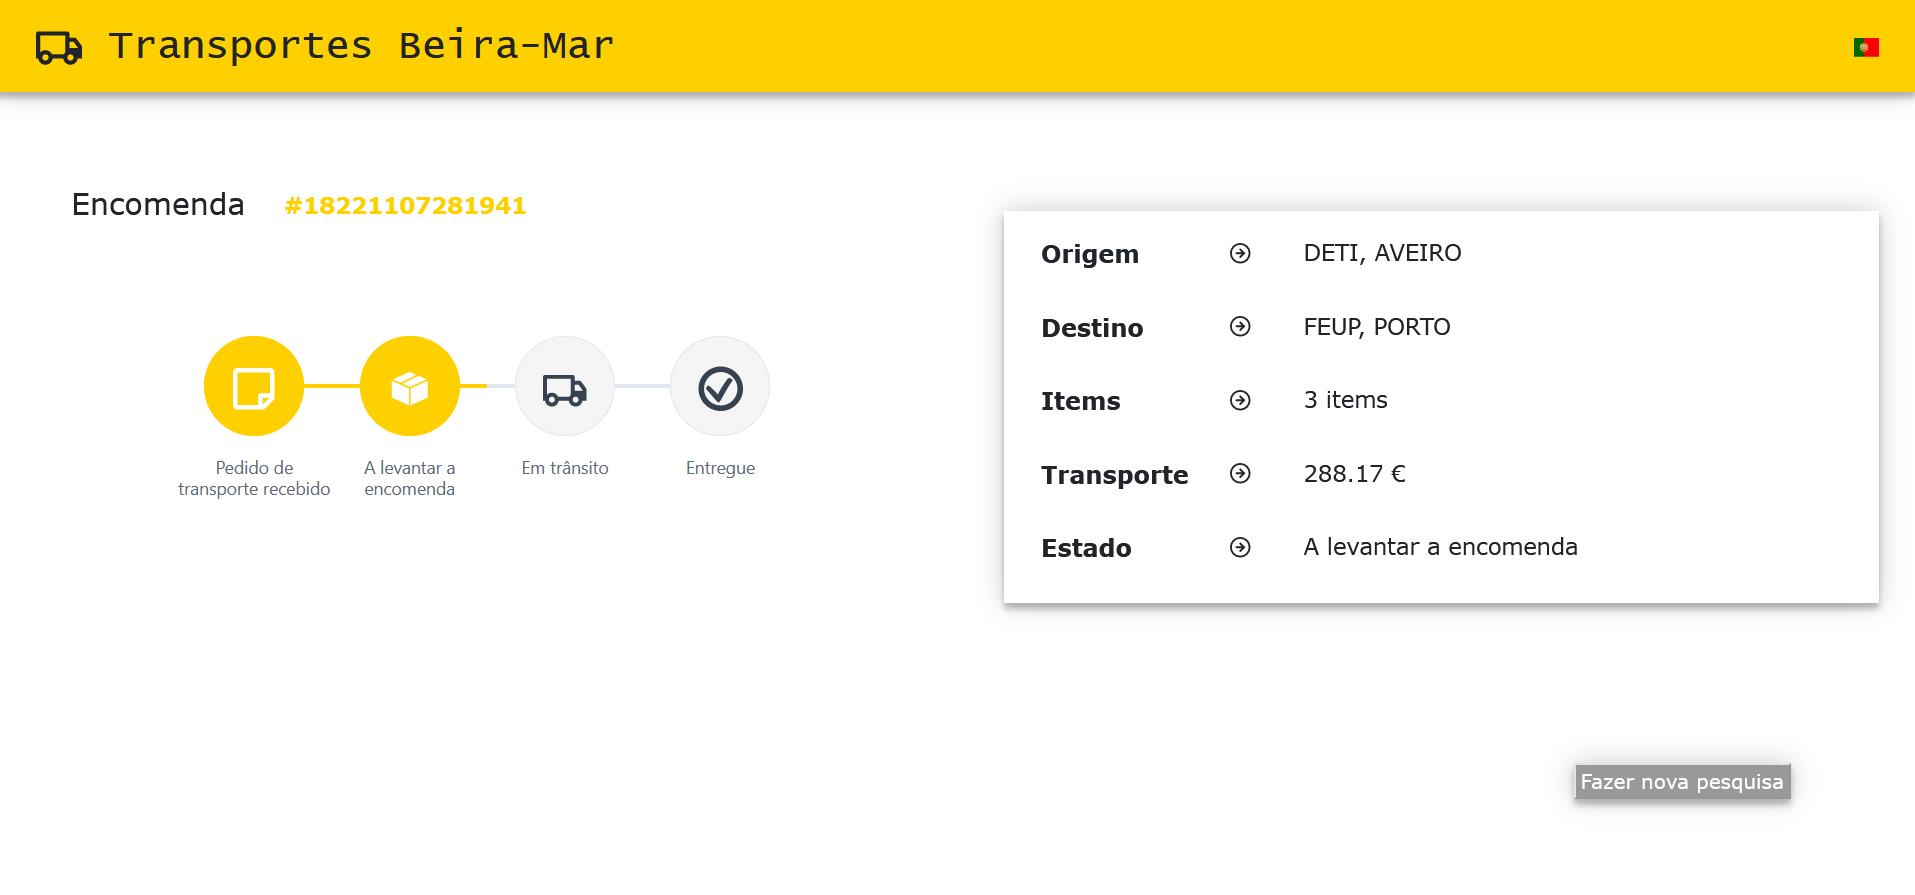 Transportes Beira-Mar
Encomenda #18221107281941
Pedido de
transporte recebido
A levantar a
encomenda
Em trânsito
Entregue
Origem DETI, AVEIRO
Destino FEUP, PORTO
Items 3 items
Transporte 288.17 €
Estado A levantar a encomenda
Fazer nova pesquisa